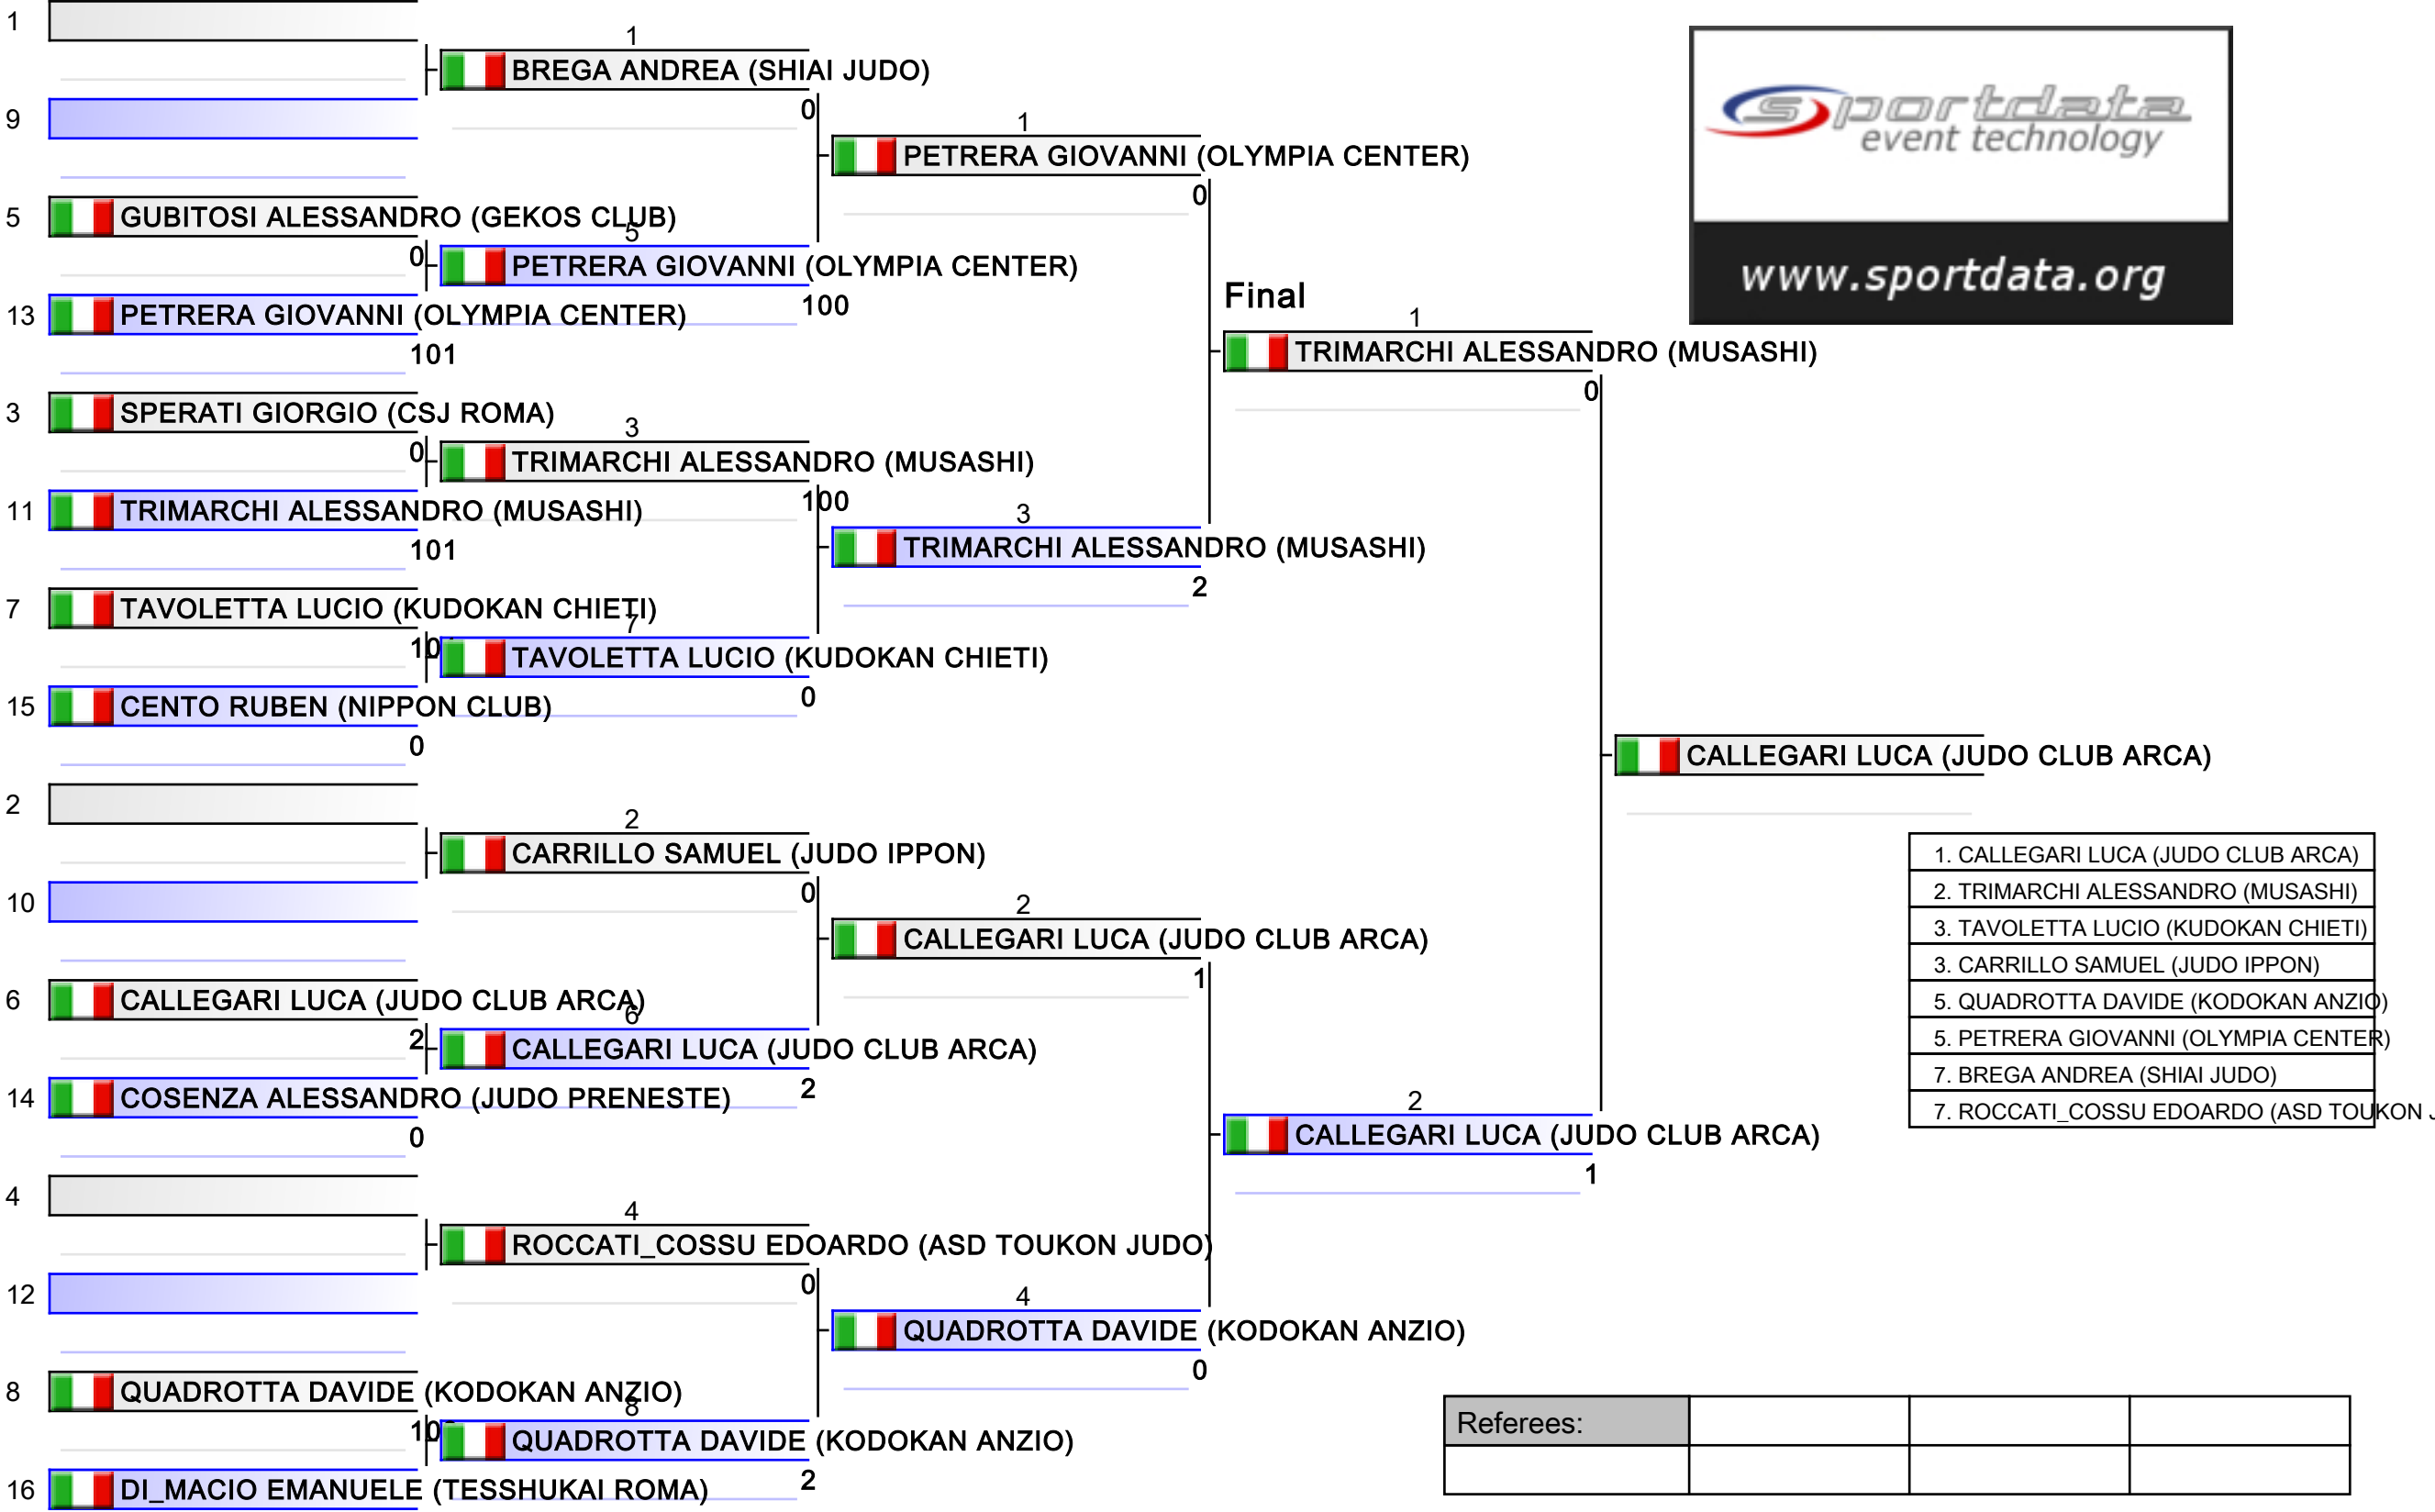 1
1
BREGA ANDREA (SHIAI JUDO)
0
9
1
PETRERA GIOVANNI (OLYMPIA CENTER)
0
5
GUBITOSI ALESSANDRO (GEKOS CLUB)
0
5
PETRERA GIOVANNI (OLYMPIA CENTER)
100
13
PETRERA GIOVANNI (OLYMPIA CENTER)
101
Final
1
TRIMARCHI ALESSANDRO (MUSASHI)
0
3
SPERATI GIORGIO (CSJ ROMA)
0
3
TRIMARCHI ALESSANDRO (MUSASHI)
100
11
TRIMARCHI ALESSANDRO (MUSASHI)
101
3
TRIMARCHI ALESSANDRO (MUSASHI)
2
7
TAVOLETTA LUCIO (KUDOKAN CHIETI)
7
TAVOLETTA LUCIO (KUDOKAN CHIETI)
0
15
CENTO RUBEN (NIPPON CLUB)
0
CALLEGARI LUCA (JUDO CLUB ARCA)
2
2
CARRILLO SAMUEL (JUDO IPPON)
0
10
2
CALLEGARI LUCA (JUDO CLUB ARCA)
1
6
CALLEGARI LUCA (JUDO CLUB ARCA)
2
6
CALLEGARI LUCA (JUDO CLUB ARCA)
2
14
COSENZA ALESSANDRO (JUDO PRENESTE)
0
2
CALLEGARI LUCA (JUDO CLUB ARCA)
1
4
4
ROCCATI_COSSU EDOARDO (ASD TOUKON JUDO)
0
12
4
QUADROTTA DAVIDE (KODOKAN ANZIO)
0
8
QUADROTTA DAVIDE (KODOKAN ANZIO)
8
QUADROTTA DAVIDE (KODOKAN ANZIO)
2
16
DI_MACIO EMANUELE (TESSHUKAI ROMA)
sportdata
event technology
www.sportdata.org
1. CALLEGARI LUCA (JUDO CLUB ARCA)
2. TRIMARCHI ALESSANDRO (MUSASHI)
3. TAVOLETTA LUCIO (KUDOKAN CHIETI)
3. CARRILLO SAMUEL (JUDO IPPON)
5. QUADROTTA DAVIDE (KODOKAN ANZIO)
5. PETRERA GIOVANNI (OLYMPIA CENTER)
7. BREGA ANDREA (SHIAI JUDO)
7. ROCCATI_COSSU EDOARDO (ASD TOUKON J
Referees: